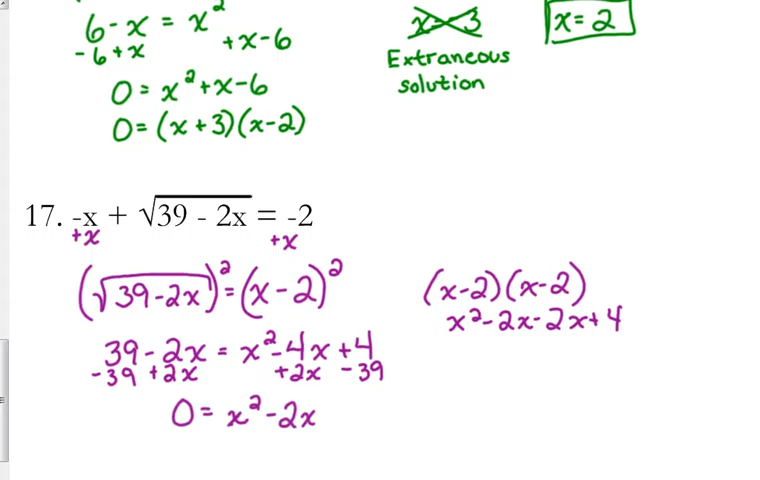 6 - x = x²
- 6 + x + x - 6
0 = x² + x - 6
0 = (x + 3)(x - 2)
x = 2
Extraneous
solution
17. -x + √39 - 2x = -2
+x +x
(√39 - 2x)² = (x - 2)²
39 - 2x = x² - 4x + 4
- 39 + 2x + 2x - 39
0 = x² - 2x
(x - 2)(x - 2)
x² - 2x - 2x + 4